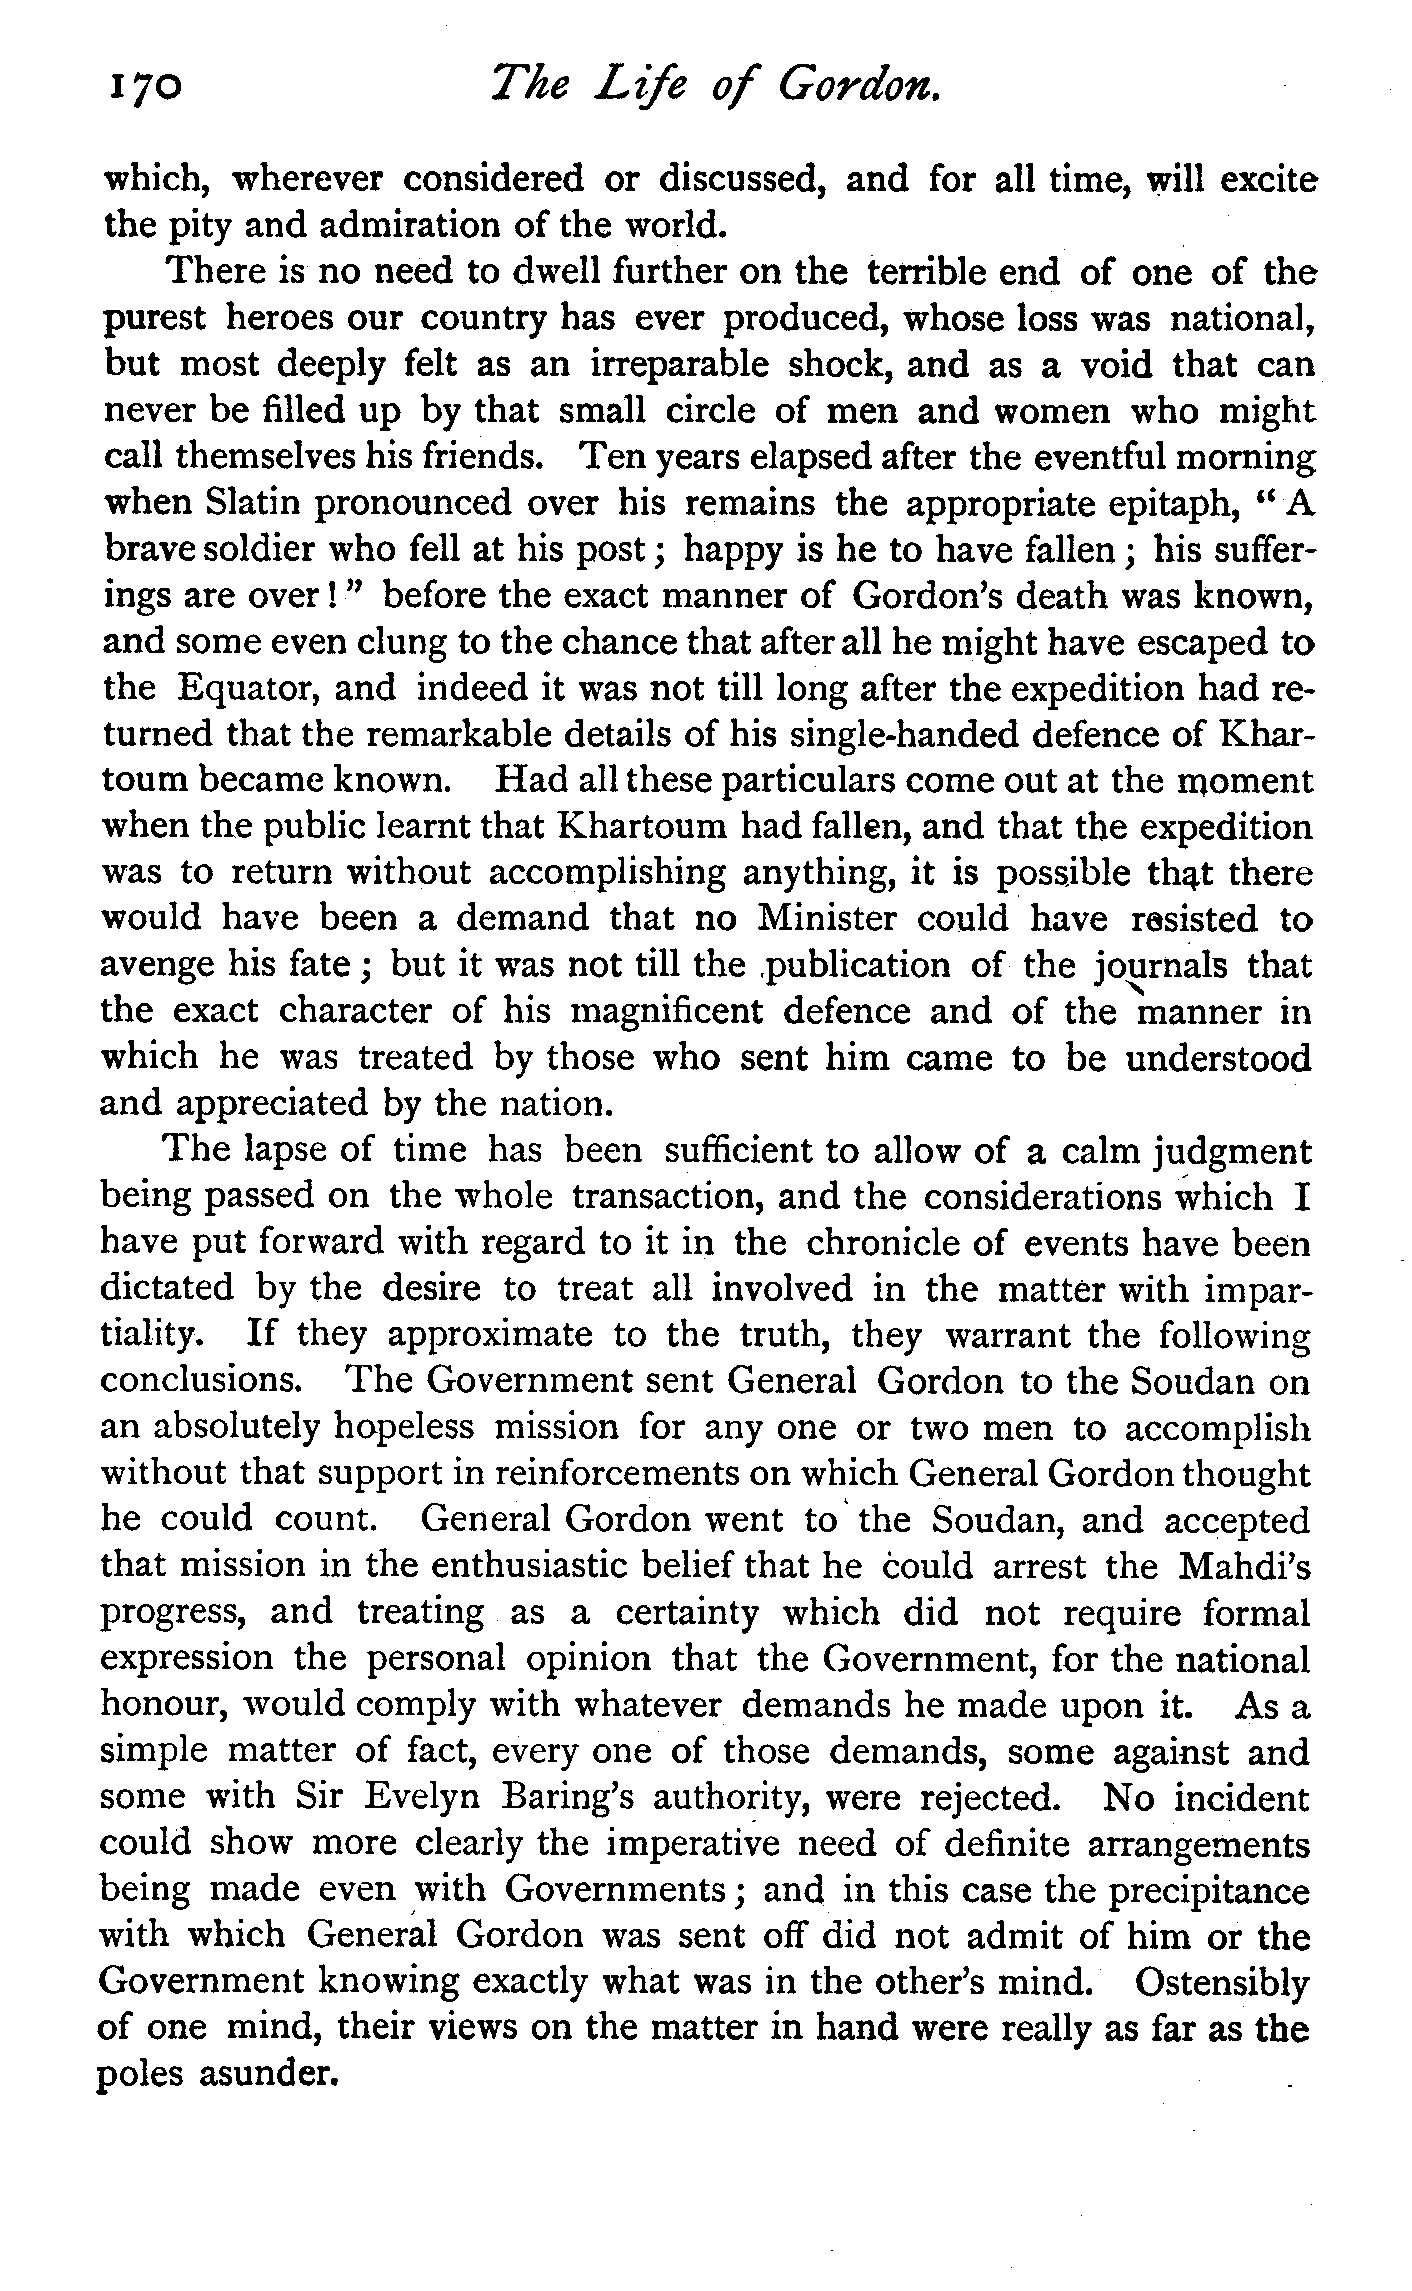 170 The Life of Gordon.
which, wherever considered or discussed, and for all time, will excite
the pity and admiration of the world.
There is no need to dwell further on the terrible end of one of the
purest heroes our country has ever produced, whose loss was national,
but most deeply felt as an irreparable shock, and as a void that can
never be filled up by that small circle of men and women who might
call themselves his friends. Ten years elapsed after the eventful morning
when Slatin pronounced over his remains the appropriate epitaph, “ A
brave soldier who fell at his post ; happy is he to have fallen ; his suffer-
ings are over ! ” before the exact manner of Gordon's death was known,
and some even clung to the chance that after all he might have escaped to
the Equator, and indeed it was not till long after the expedition had re-
turned that the remarkable details of his single-handed defence of Khar-
toum became known. Had all these particulars come out at the moment
when the public learnt that Khartoum had fallen, and that the expedition
was to return without accomplishing anything, it is possible that there
would have been a demand that no Minister could have resisted to
avenge his fate ; but it was not till the publication of the journals that
the exact character of his magnificent defence and of the manner in
which he was treated by those who sent him came to be understood
and appreciated by the nation.
The lapse of time has been sufficient to allow of a calm judgment
being passed on the whole transaction, and the considerations which I
have put forward with regard to it in the chronicle of events have been
dictated by the desire to treat all involved in the matter with impar-
tiality. If they approximate to the truth, they warrant the following
conclusions. The Government sent General Gordon to the Soudan on
an absolutely hopeless mission for any one or two men to accomplish
without that support in reinforcements on which General Gordon thought
he could count. General Gordon went to the Soudan, and accepted
that mission in the enthusiastic belief that he could arrest the Mahdi's
progress, and treating as a certainty which did not require formal
expression the personal opinion that the Government, for the national
honour, would comply with whatever demands he made upon it. As a
simple matter of fact, every one of those demands, some against and
some with Sir Evelyn Baring's authority, were rejected. No incident
could show more clearly the imperative need of definite arrangements
being made even with Governments ; and in this case the precipitance
with which General Gordon was sent off did not admit of him or the
Government knowing exactly what was in the other's mind. Ostensibly
of one mind, their views on the matter in hand were really as far as the
poles asunder.